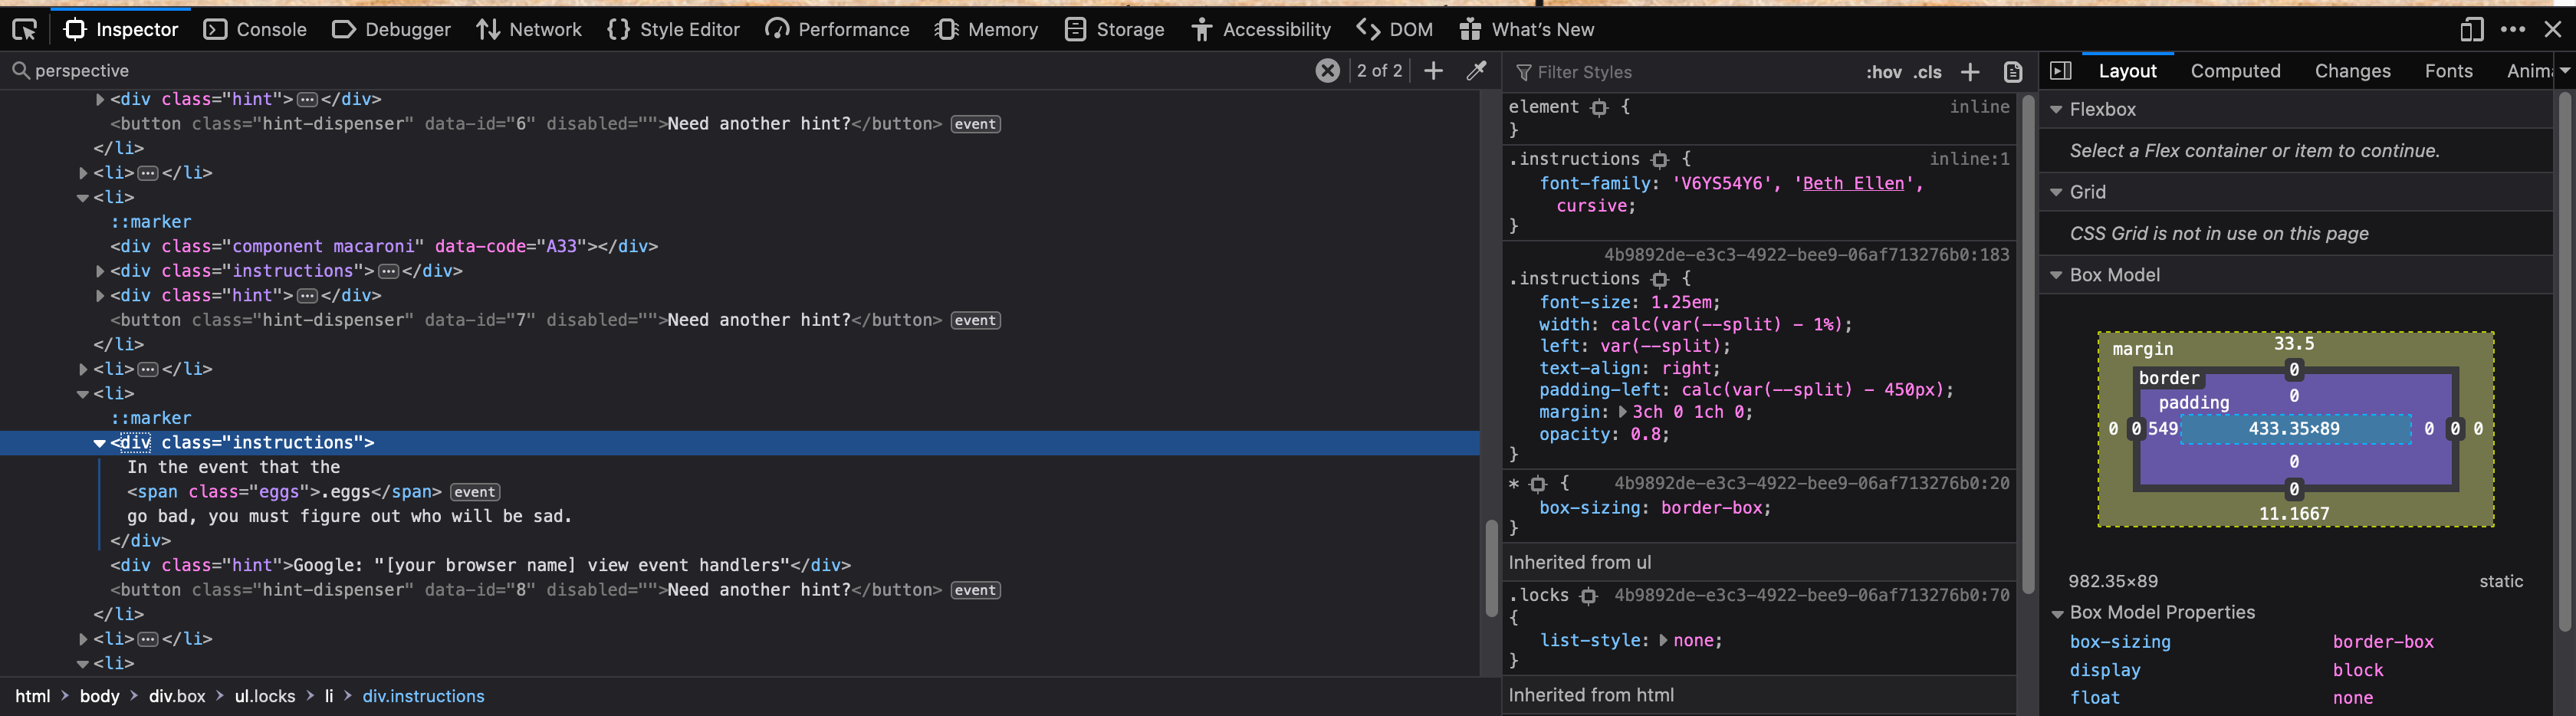 Inspector
Console
Debugger
Network
Style Editor
Performance
Memory
Storage
Accessibility
DOM
What's New
perspective
2 of 2
<div class="hint"></div>
<button class="hint-dispenser" data-id="6" disabled="">Need another hint?</button> event
</li>
<li></li>
<li>
::marker
<div class="component macaroni" data-code="A33"></div>
<div class="instructions"></div>
<div class="hint"></div>
<button class="hint-dispenser" data-id="7" disabled="">Need another hint?</button> event
</li>
<li></li>
<li>
::marker
<div class="instructions">
In the event that the
<span class="eggs">.eggs</span> event
go bad, you must figure out who will be sad.
</div>
<div class="hint">Google: "[your browser name] view event handlers"</div>
<button class="hint-dispenser" data-id="8" disabled="">Need another hint?</button> event
</li>
<li></li>
<li>
html > body > div.box > ul.locks > li > div.instructions
Filter Styles
:hov .cls
element { inline
}
.instructions { inline:1
font-family: 'V6YS54Y6', 'Beth Ellen',
cursive;
}
4b9892de-e3c3-4922-bee9-06af713276b0:183
.instructions {
font-size: 1.25em;
width: calc(var(--split) - 1%);
left: var(--split);
text-align: right;
padding-left: calc(var(--split) - 450px);
margin: 3ch 0 1ch 0;
opacity: 0.8;
}
* { 4b9892de-e3c3-4922-bee9-06af713276b0:20
box-sizing: border-box;
}
Inherited from ul
.locks 4b9892de-e3c3-4922-bee9-06af713276b0:70
{
list-style: none;
}
Inherited from html
Layout
Computed
Changes
Fonts
Anim
Flexbox
Select a Flex container or item to continue.
Grid
CSS Grid is not in use on this page
Box Model
margin 33.5
border 0
padding 0
0 0 549 433.35×89 0 0 0
0
0
11.1667
982.35×89 static
Box Model Properties
box-sizing border-box
display block
float none